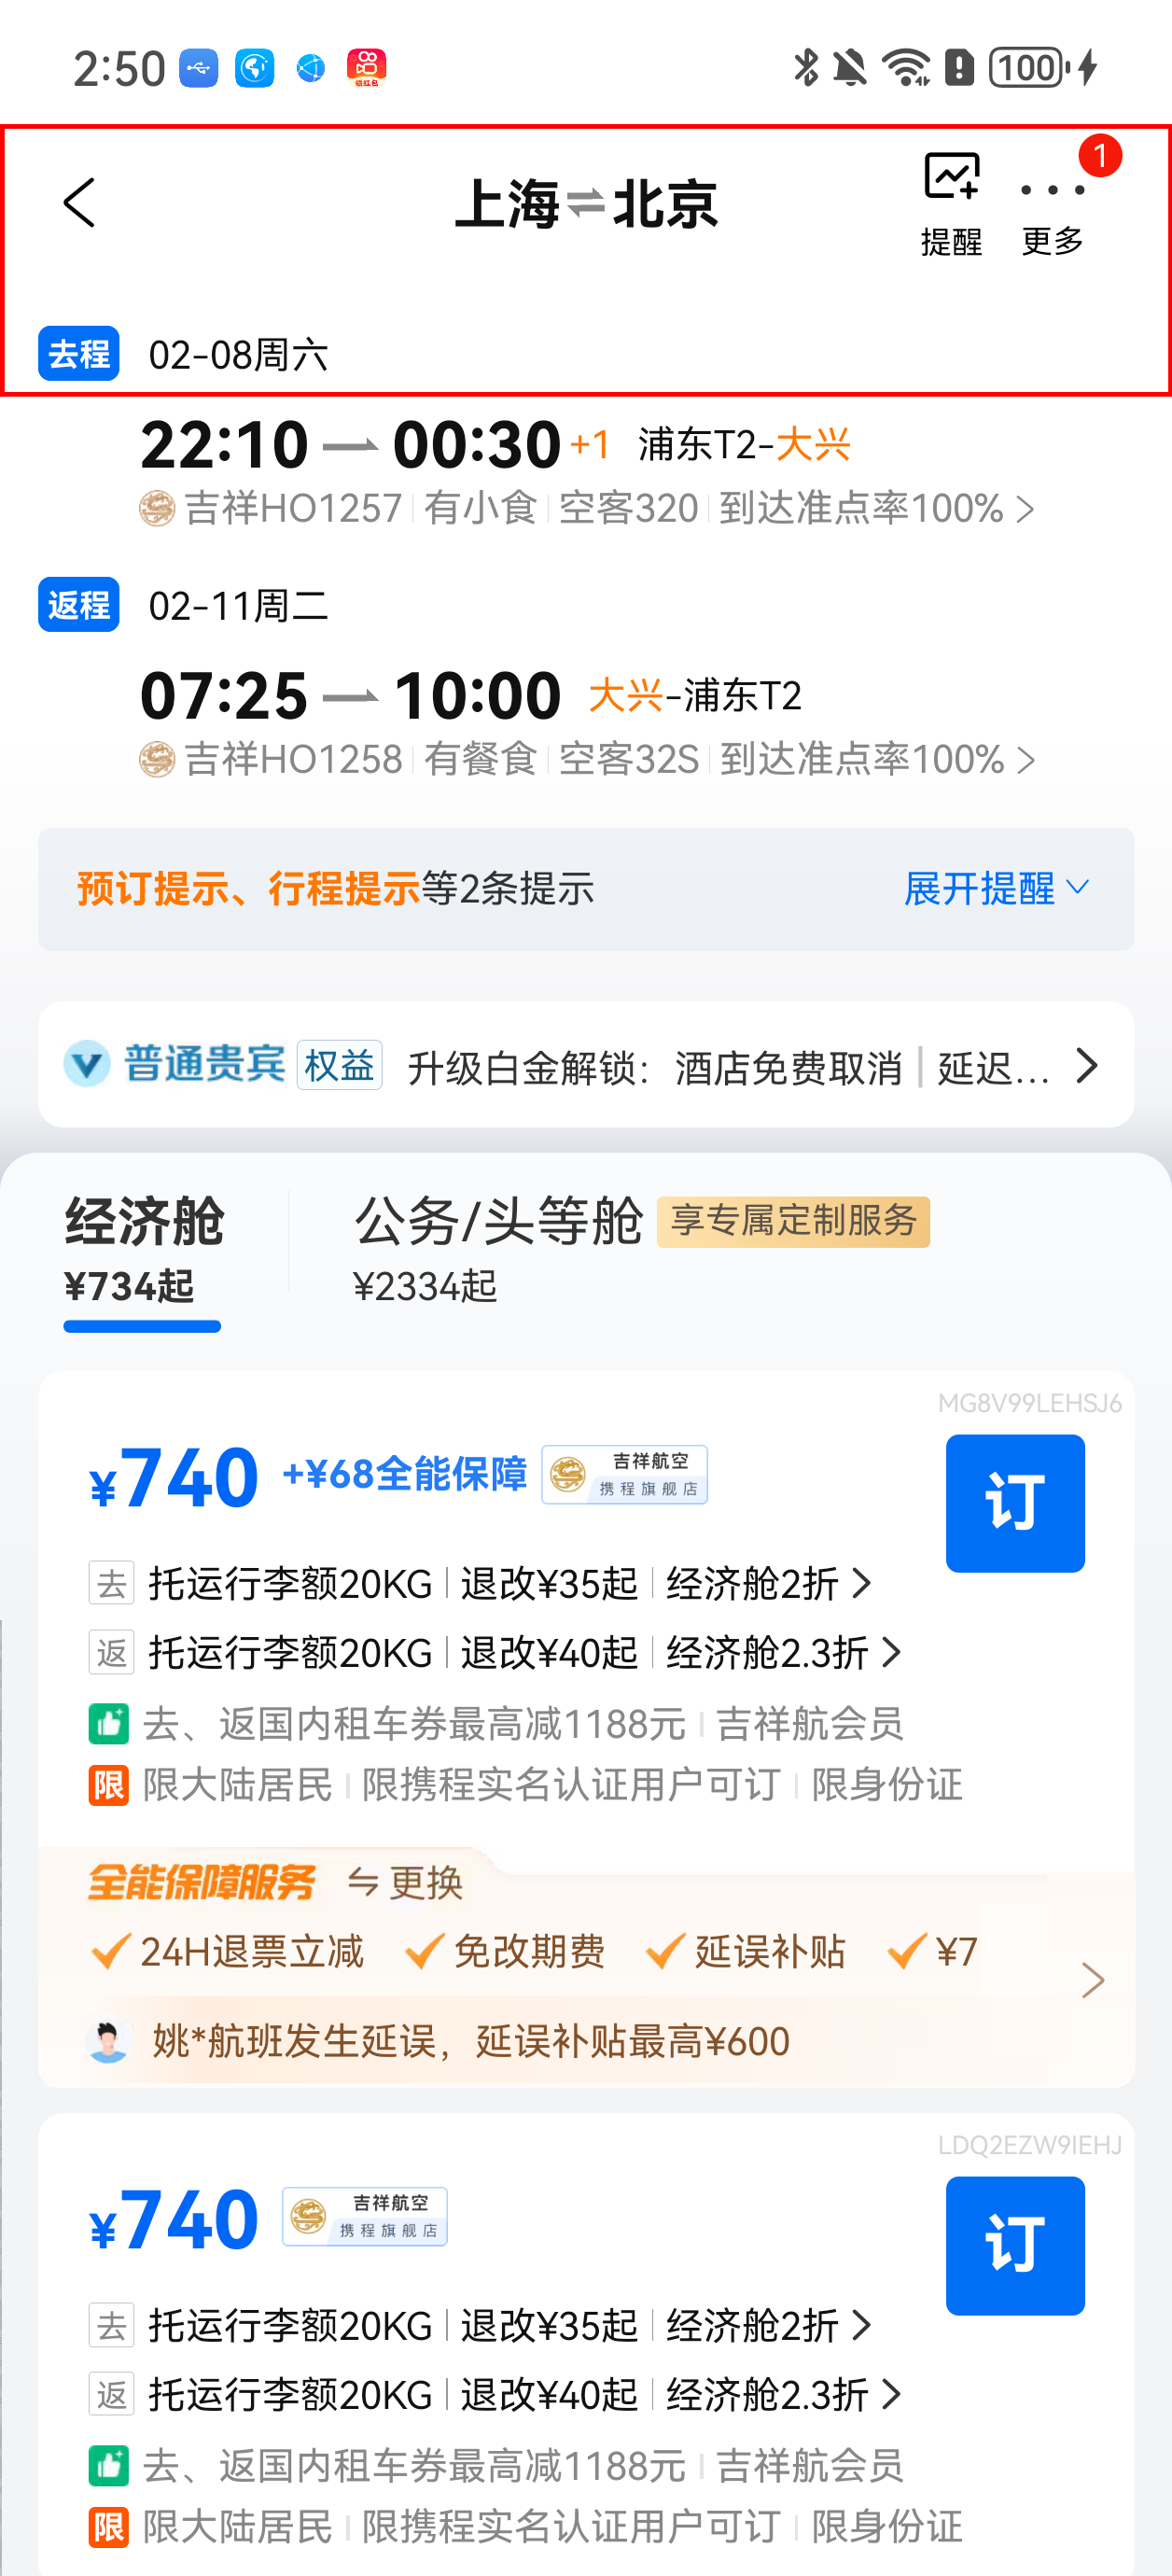 2:50 领红包 100
上海⇌北京
1
提醒 更多
去程 02-08周六
22:10 00:30 +1 浦东T2-大兴
吉祥HO1257 有小食 空客320 到达准点率100%
返程 02-11周二
07:25 10:00 大兴-浦东T2
吉祥HO1258 有餐食 空客32S 到达准点率100%
预订提示、行程提示等2条提示 展开提醒
普通贵宾 权益 升级白金解锁：酒店免费取消 | 延迟...
经济舱 公务/头等舱 享专属定制服务
¥734起 ¥2334起
MG8V99LEHSJ6
¥740 +¥68全能保障 吉祥航空 携程旗舰店 订
去 托运行李额20KG 退改¥35起 经济舱2折
返 托运行李额20KG 退改¥40起 经济舱2.3折
去、返国内租车券最高减1188元 吉祥航会员
限 限大陆居民 限携程实名认证用户可订 限身份证
全能保障服务 更换
24H退票立减 免改期费 延误补贴 ¥7
姚*航班发生延误，延误补贴最高¥600
LDQ2EZW9IEHJ
¥740 吉祥航空 携程旗舰店 订
去 托运行李额20KG 退改¥35起 经济舱2折
返 托运行李额20KG 退改¥40起 经济舱2.3折
去、返国内租车券最高减1188元 吉祥航会员
限 限大陆居民 限携程实名认证用户可订 限身份证